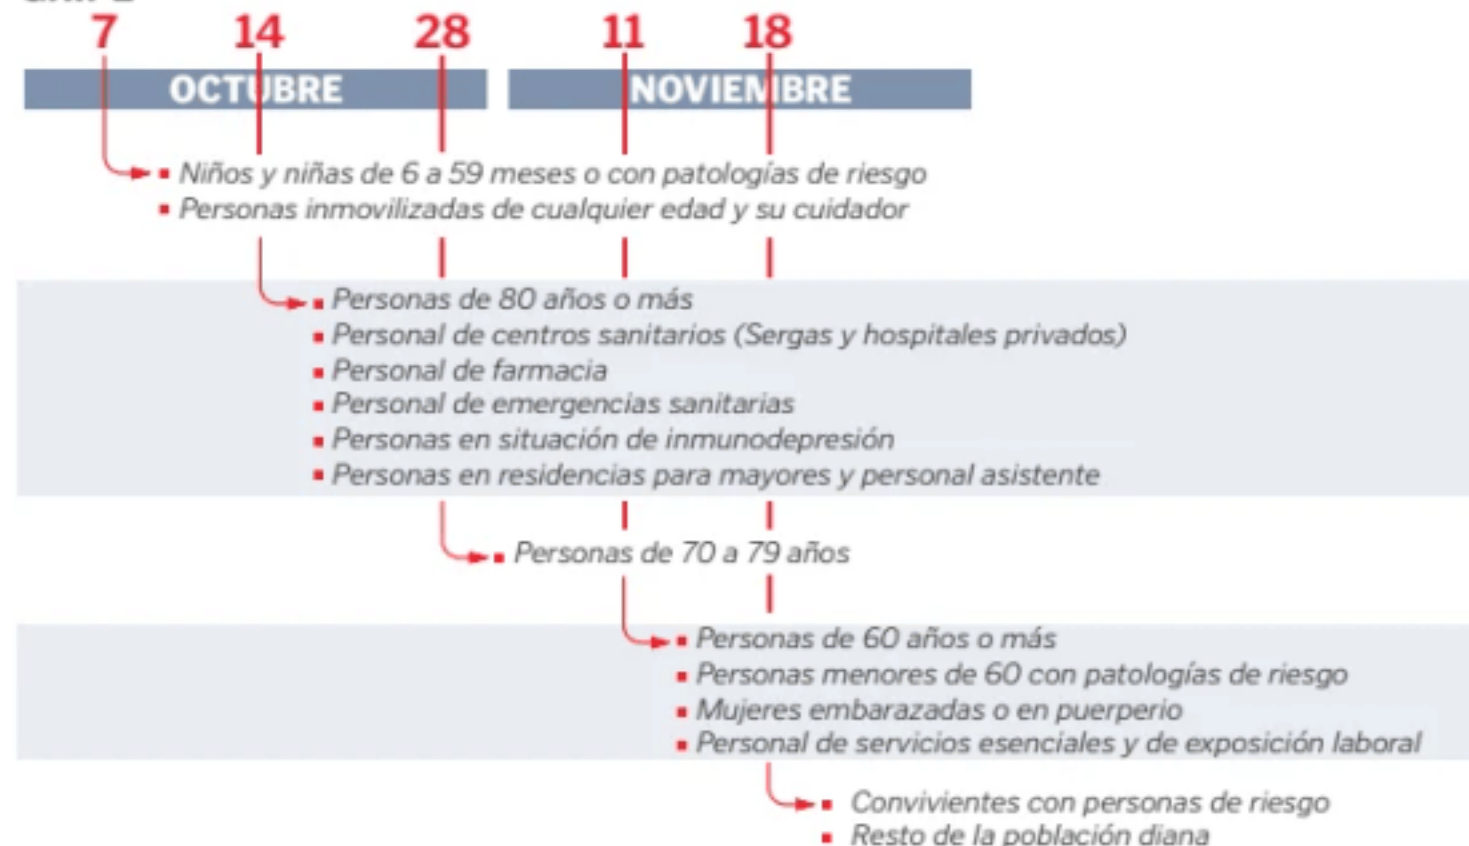 7 14 28 11 18
OCTUBRE NOVIEMBRE
▪ Niños y niñas de 6 a 59 meses o con patologías de riesgo
▪ Personas inmovilizadas de cualquier edad y su cuidador
▪ Personas de 80 años o más
▪ Personal de centros sanitarios (Sergas y hospitales privados)
▪ Personal de farmacia
▪ Personal de emergencias sanitarias
▪ Personas en situación de inmunodepresión
▪ Personas en residencias para mayores y personal asistente
▪ Personas de 70 a 79 años
▪ Personas de 60 años o más
▪ Personas menores de 60 con patologías de riesgo
▪ Mujeres embarazadas o en puerperio
▪ Personal de servicios esenciales y de exposición laboral
▪ Convivientes con personas de riesgo
▪ Resto de la población diana